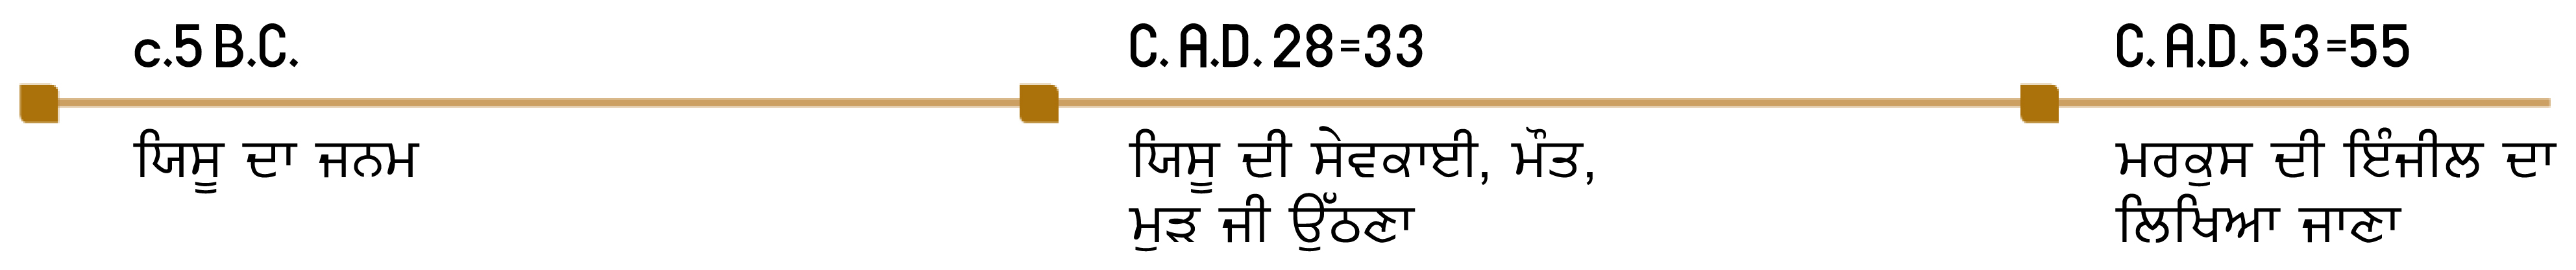 c.5 B.C.
ਯਿਸੂ ਦਾ ਜਨਮ
C. A.D. 28=33
ਯਿਸੂ ਦੀ ਸੇਵਕਾਈ, ਮੌਤ,
ਮੁੜ ਜੀ ਉੱਠਣਾ
C. A.D. 53=55
ਮਰਕੁਸ ਦੀ ਇੰਜੀਲ ਦਾ
ਲਿਖਿਆ ਜਾਣਾ